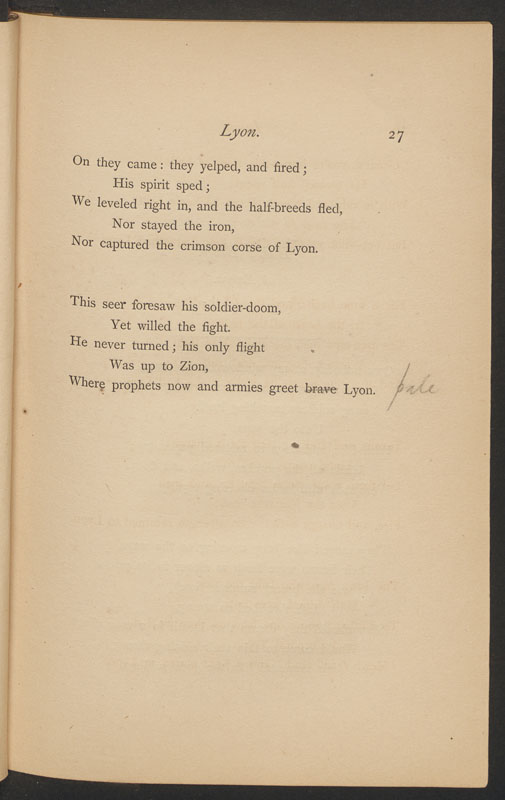 Lyon. 27
On they came: they yelped, and fired;
His spirit sped;
We leveled right in, and the half-breeds fled,
Nor stayed the iron,
Nor captured the crimson corse of Lyon.
This seer foresaw his soldier-doom,
Yet willed the fight.
He never turned; his only flight
Was up to Zion,
Where prophets now and armies greet brave Lyon. pale